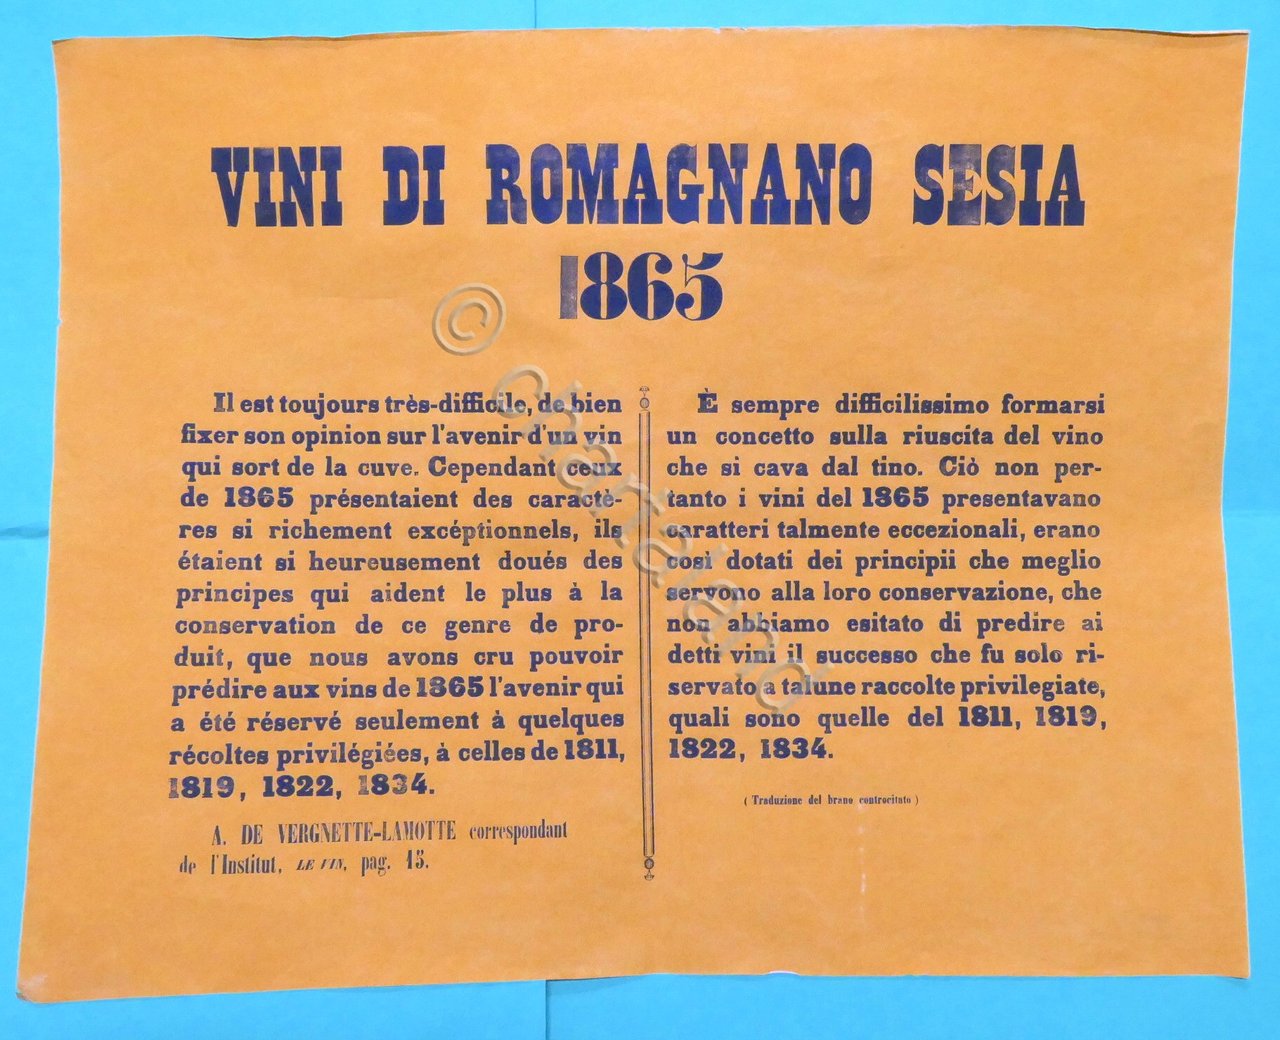 VINI DI ROMAGNANO SESIA
1865
Il est toujours très-difficile, de bien
fixer son opinion sur l'avenir d'un vin
qui sort de la cuve. Cependant ceux
de 1865 présentaient des caractè-
res si richement excéptionnels, ils
étaient si heureusement doués des
principes qui aident le plus à la
conservation de ce genre de pro-
duit, que nous avons cru pouvoir
prédire aux vins de 1865 l'avenir qui
a été réservé seulement à quelques
récoltes privilégiées, à celles de 1811,
1819, 1822, 1834.
A. DE VERGNETTE-LAMOTTE correspondant
de l'Institut, LE VIN, pag. 15.
È sempre difficilissimo formarsi
un concetto sulla riuscita del vino
che si cava dal tino. Ciò non per-
tanto i vini del 1865 presentavano
caratteri talmente eccezionali, erano
così dotati dei principii che meglio
servono alla loro conservazione, che
non abbiamo esitato di predire ai
detti vini il successo che fu solo ri-
servato a talune raccolte privilegiate,
quali sono quelle del 1811, 1819,
1822, 1834.
( Traduzione del brano controcitato )
© chartaland